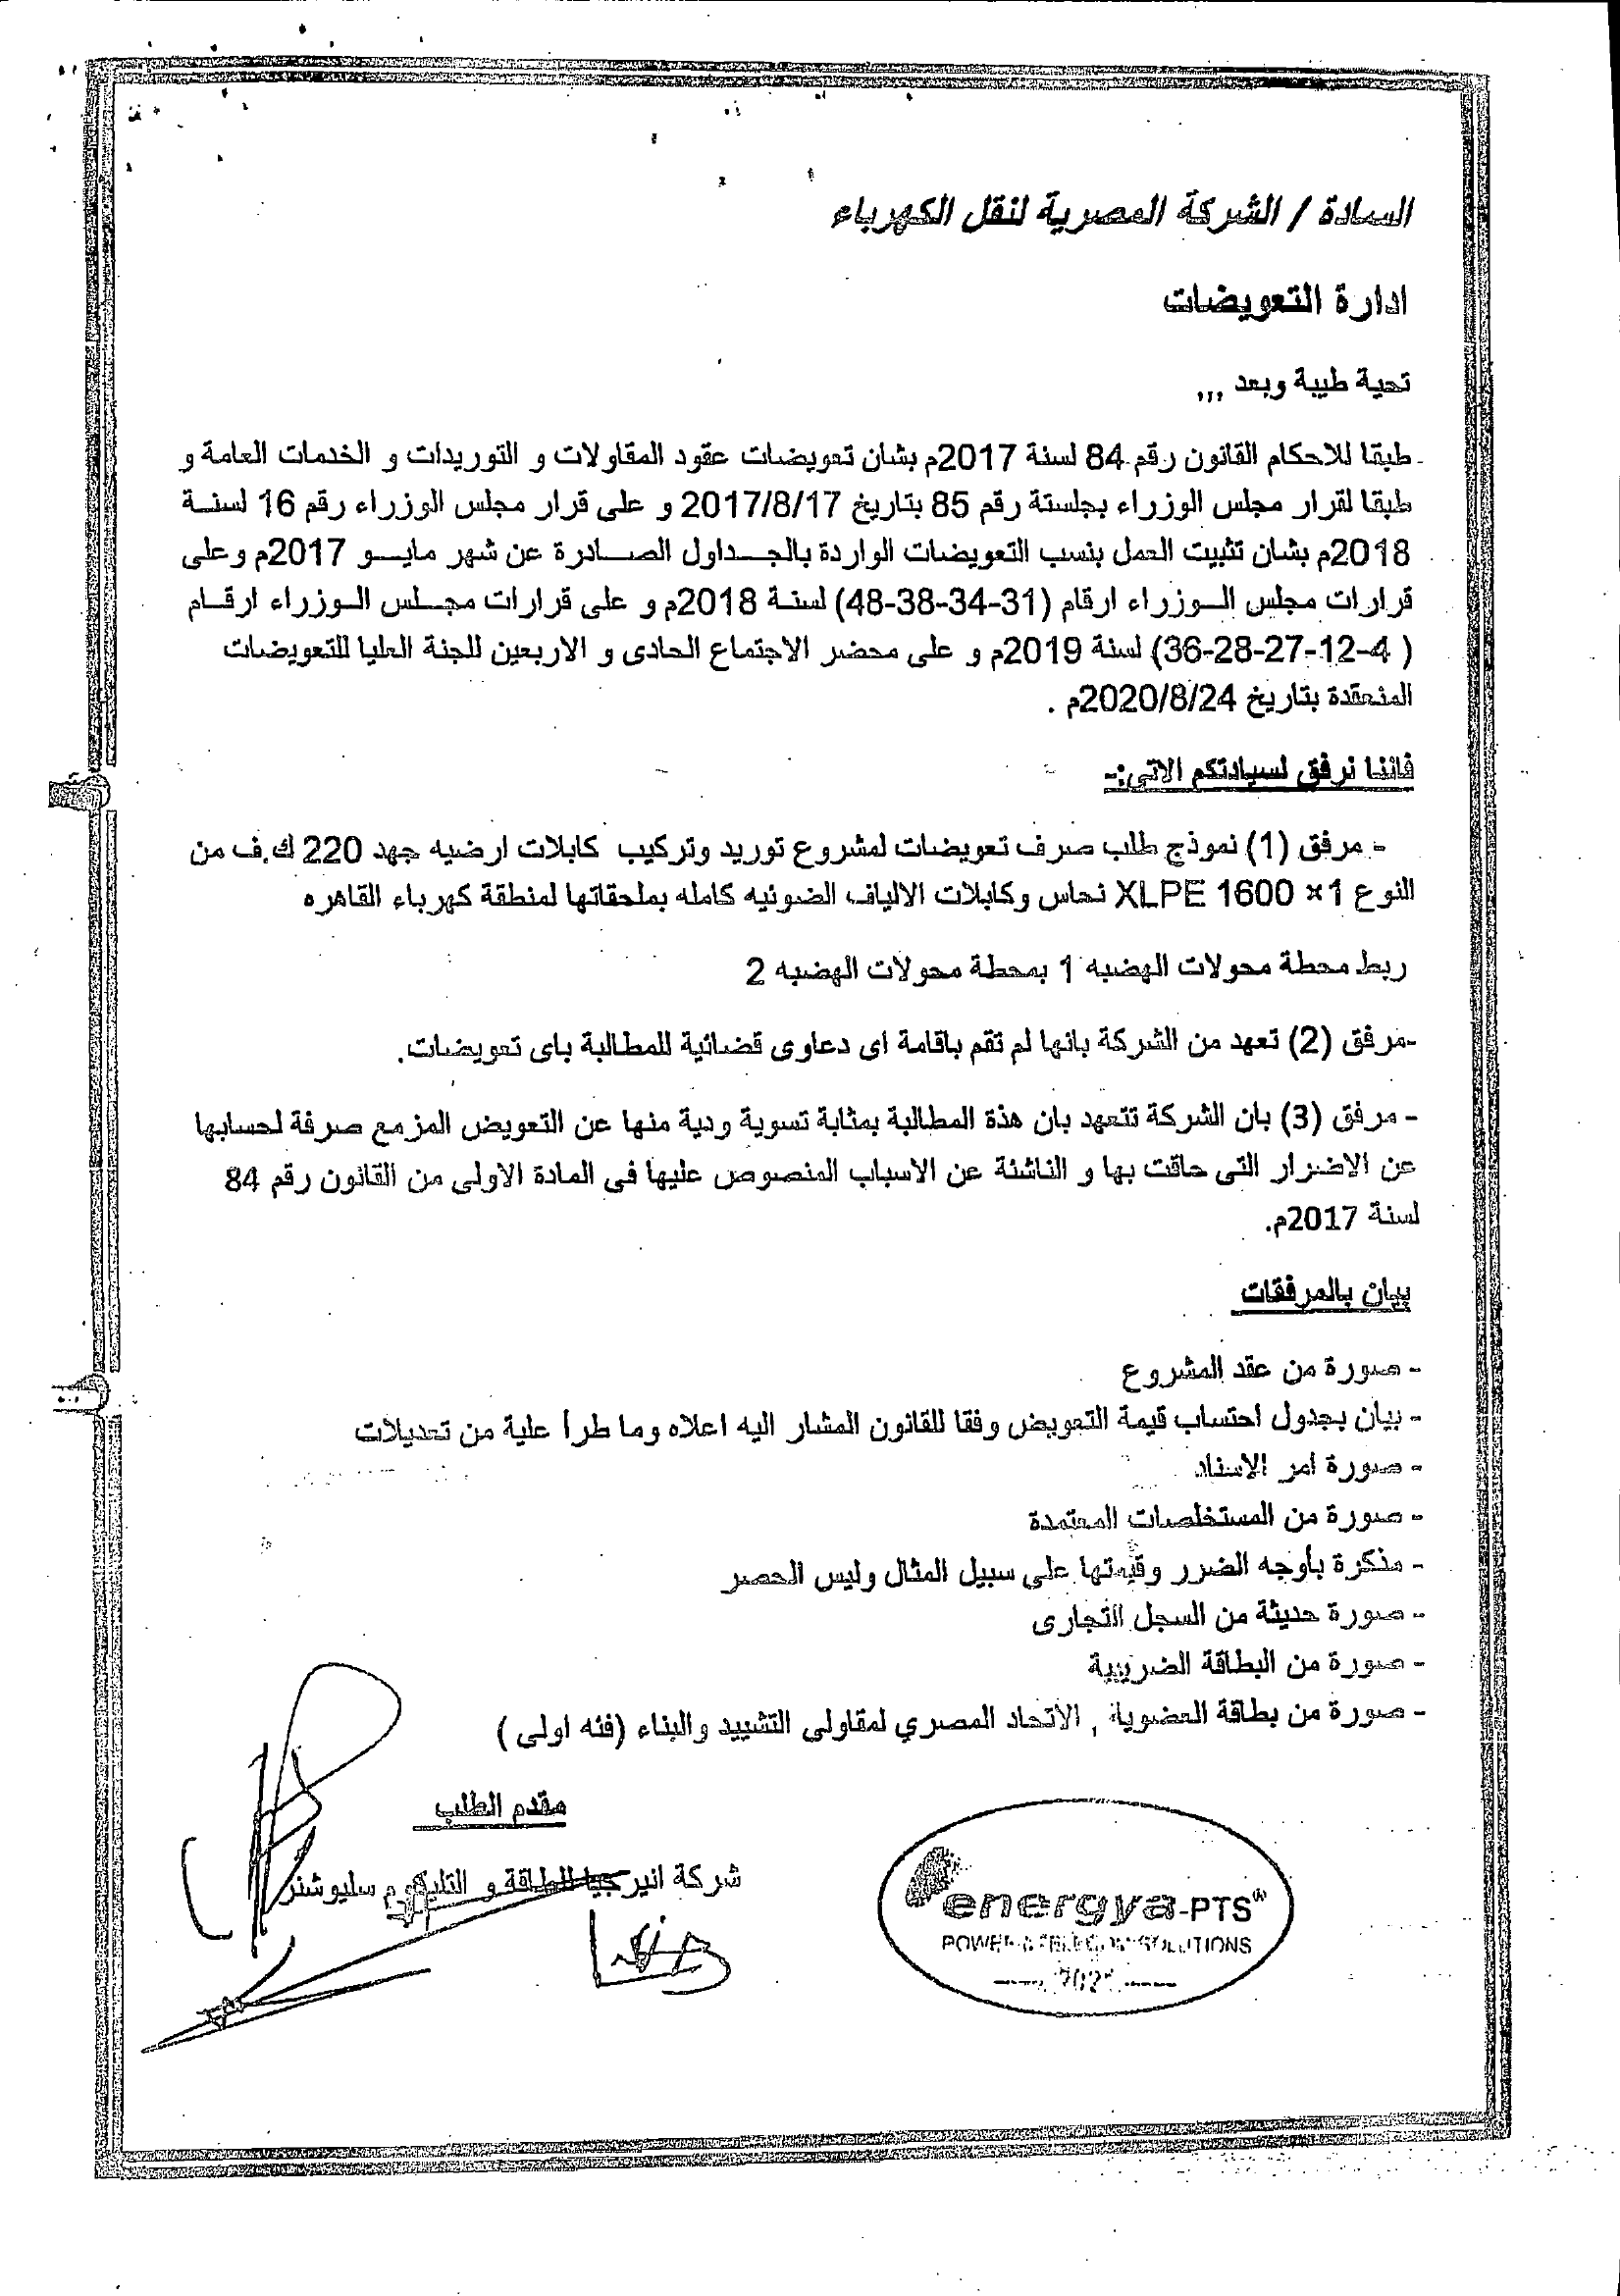 السادة / الشركة المصرية لنقل الكهرباء
ادارة التعويضات
تحية طيبة وبعد ,,,
طبقا للاحكام القانون رقم 84 لسنة 2017م بشان تعويضات عقود المقاولات و التوريدات و الخدمات العامة و
طبقا لقرار مجلس الوزراء بجلستة رقم 85 بتاريخ 2017/8/17 و على قرار مجلس الوزراء رقم 16 لسنة
2018م بشان تثبيت العمل بنسب التعويضات الواردة بالجداول الصادرة عن شهر مايو 2017م وعلى
قرارات مجلس الوزراء ارقام (31-34-38-48) لسنة 2018م و على قرارات مجلس الوزراء ارقام
( 4-12-27-28-36) لسنة 2019م و على محضر الاجتماع الحادى و الاربعين للجنة العليا للتعويضات
المنعقدة بتاريخ 2020/8/24م .
فاننا نرفق لسيادتكم الاتى:-
- مرفق (1) نموذج طلب صرف تعويضات لمشروع توريد وتركيب كابلات ارضيه جهد 220 ك.ف من
النوع XLPE 1600 ×1 نحاس وكابلات الالياف الضوئيه كامله بملحقاتها لمنطقة كهرباء القاهره
ربط محطة محولات الهضبه 1 بمحطة محولات الهضبه 2
-مرفق (2) تعهد من الشركة بانها لم تقم باقامة اى دعاوى قضائية للمطالبة باى تعويضات.
- مرفق (3) بان الشركة تتعهد بان هذة المطالبة بمثابة تسوية ودية منها عن التعويض المزمع صرفة لحسابها
عن الاضرار التى حاقت بها و الناشئة عن الاسباب المنصوص عليها فى المادة الاولى من القانون رقم 84
لسنة 2017م.
بيان بالمرفقات
- صورة من عقد المشروع
- بيان بجدول احتساب قيمة التعويض وفقا للقانون المشار اليه اعلاه وما طرأ علية من تعديلات
- صورة امر الاسناد
- صورة من المستخلصات المعتمدة
- مذكرة بأوجه الضرر وقيمتها على سبيل المثال وليس الحصر
- صورة حديثة من السجل التجارى
- صورة من البطاقة الضريبية
- صورة من بطاقة العضوية , الاتحاد المصري لمقاولى التشييد والبناء (فئه اولى )
مقدم الطلب
شركة انيرجيا للطاقة و التليكوم سليوشنز
energya-PTS
POWER & TELECOM SOLUTIONS